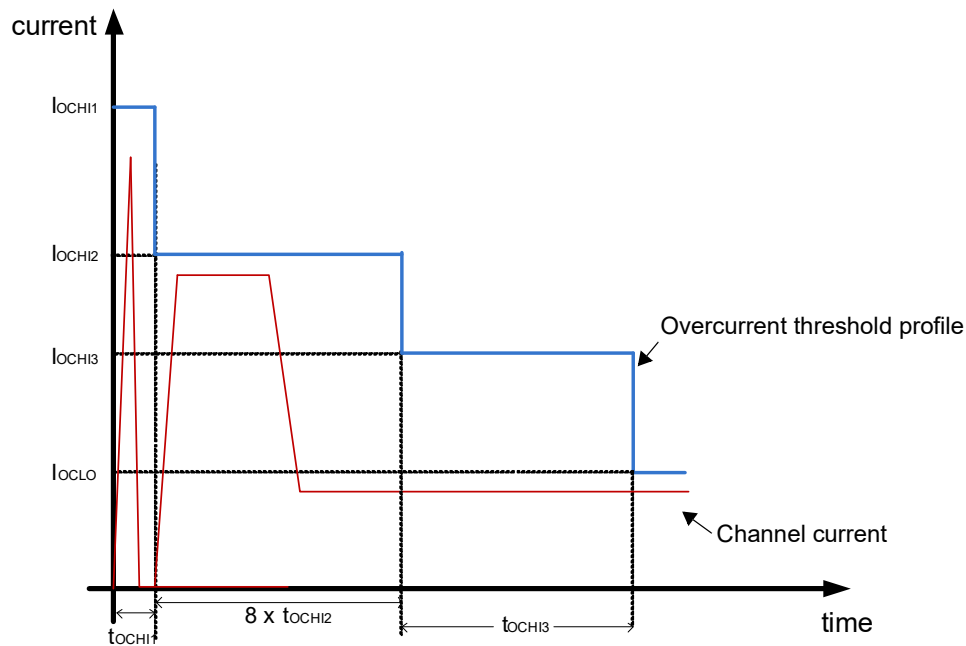 current
IOCHI1
IOCHI2
IOCHI3
IOCLO
Overcurrent threshold profile
Channel current
tOCHI1
8 x tOCHI2
tOCHI3
time